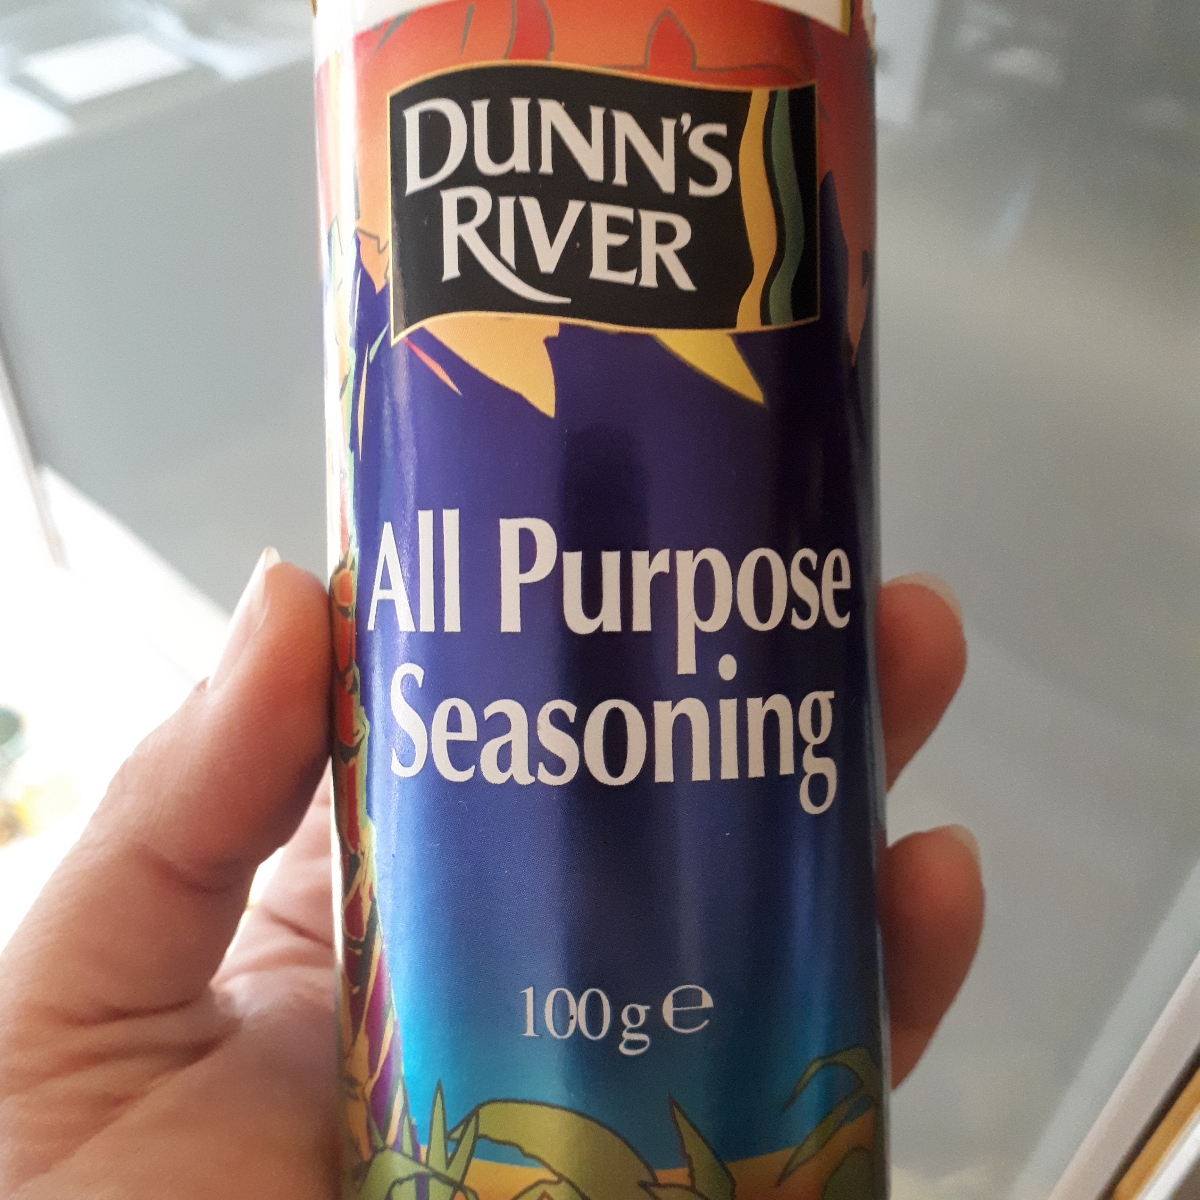 DUNN'S
RIVER
All Purpose
Seasoning
100g℮